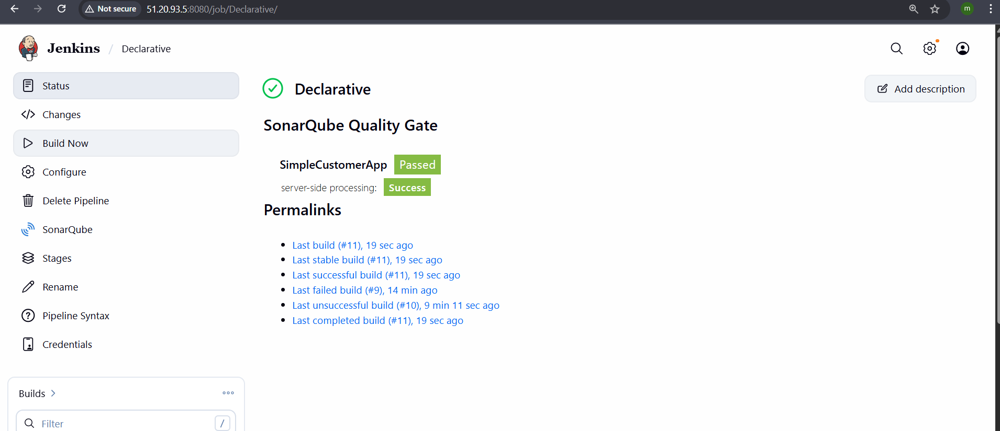 Not secure 51.20.93.5:8080/job/Declarative/
m
Jenkins / Declarative
Status
Changes
Build Now
Configure
Delete Pipeline
SonarQube
Stages
Rename
Pipeline Syntax
Credentials
Builds
Filter /
Declarative
Add description
SonarQube Quality Gate
SimpleCustomerApp Passed
server-side processing: Success
Permalinks
Last build (#11), 19 sec ago
Last stable build (#11), 19 sec ago
Last successful build (#11), 19 sec ago
Last failed build (#9), 14 min ago
Last unsuccessful build (#10), 9 min 11 sec ago
Last completed build (#11), 19 sec ago